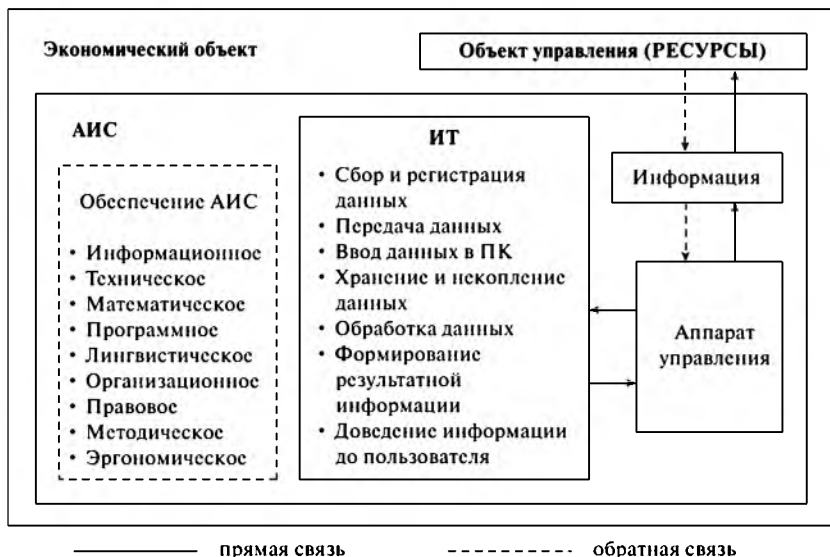 Экономический объект
Объект управления (РЕСУРСЫ)
АИС
Обеспечение АИС
• Информационное
• Техническое
• Математическое
• Программное
• Лингвистическое
• Организационное
• Правовое
• Методическое
• Эргономическое
ИТ
• Сбор и регистрация
данных
• Передача данных
• Ввод данных в ПК
• Хранение и некопление
данных
• Обработка данных
• Формирование
результатной
информации
• Доведение информации
до пользователя
Информация
Аппарат
управления
прямая связь
обратная связь